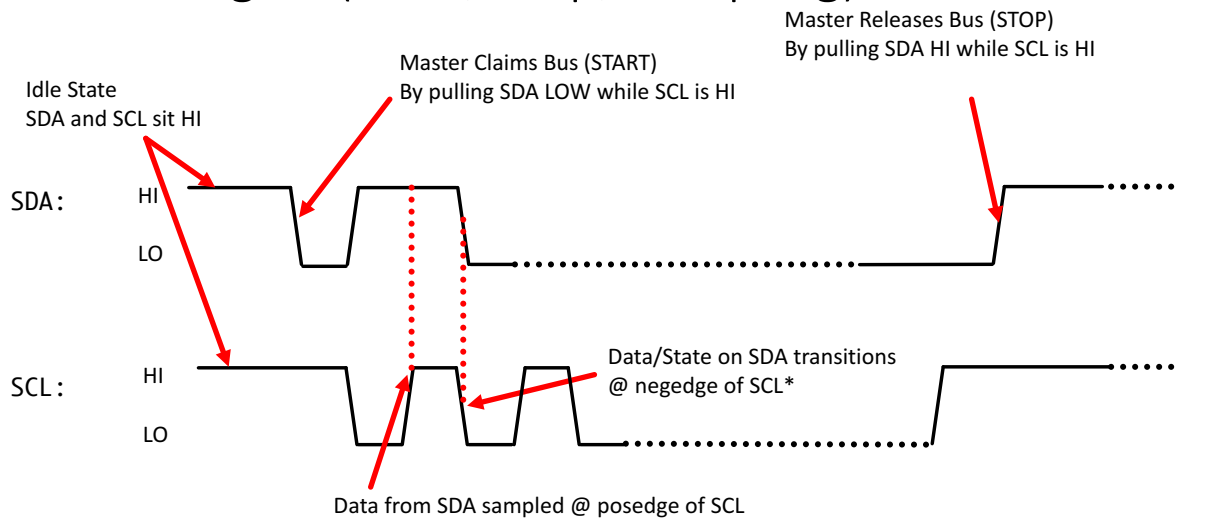 Master Releases Bus (STOP)
By pulling SDA HI while SCL is HI
Master Claims Bus (START)
By pulling SDA LOW while SCL is HI
Idle State
SDA and SCL sit HI
SDA:
HI
LO
Data/State on SDA transitions
@ negedge of SCL*
SCL:
HI
LO
Data from SDA sampled @ posedge of SCL